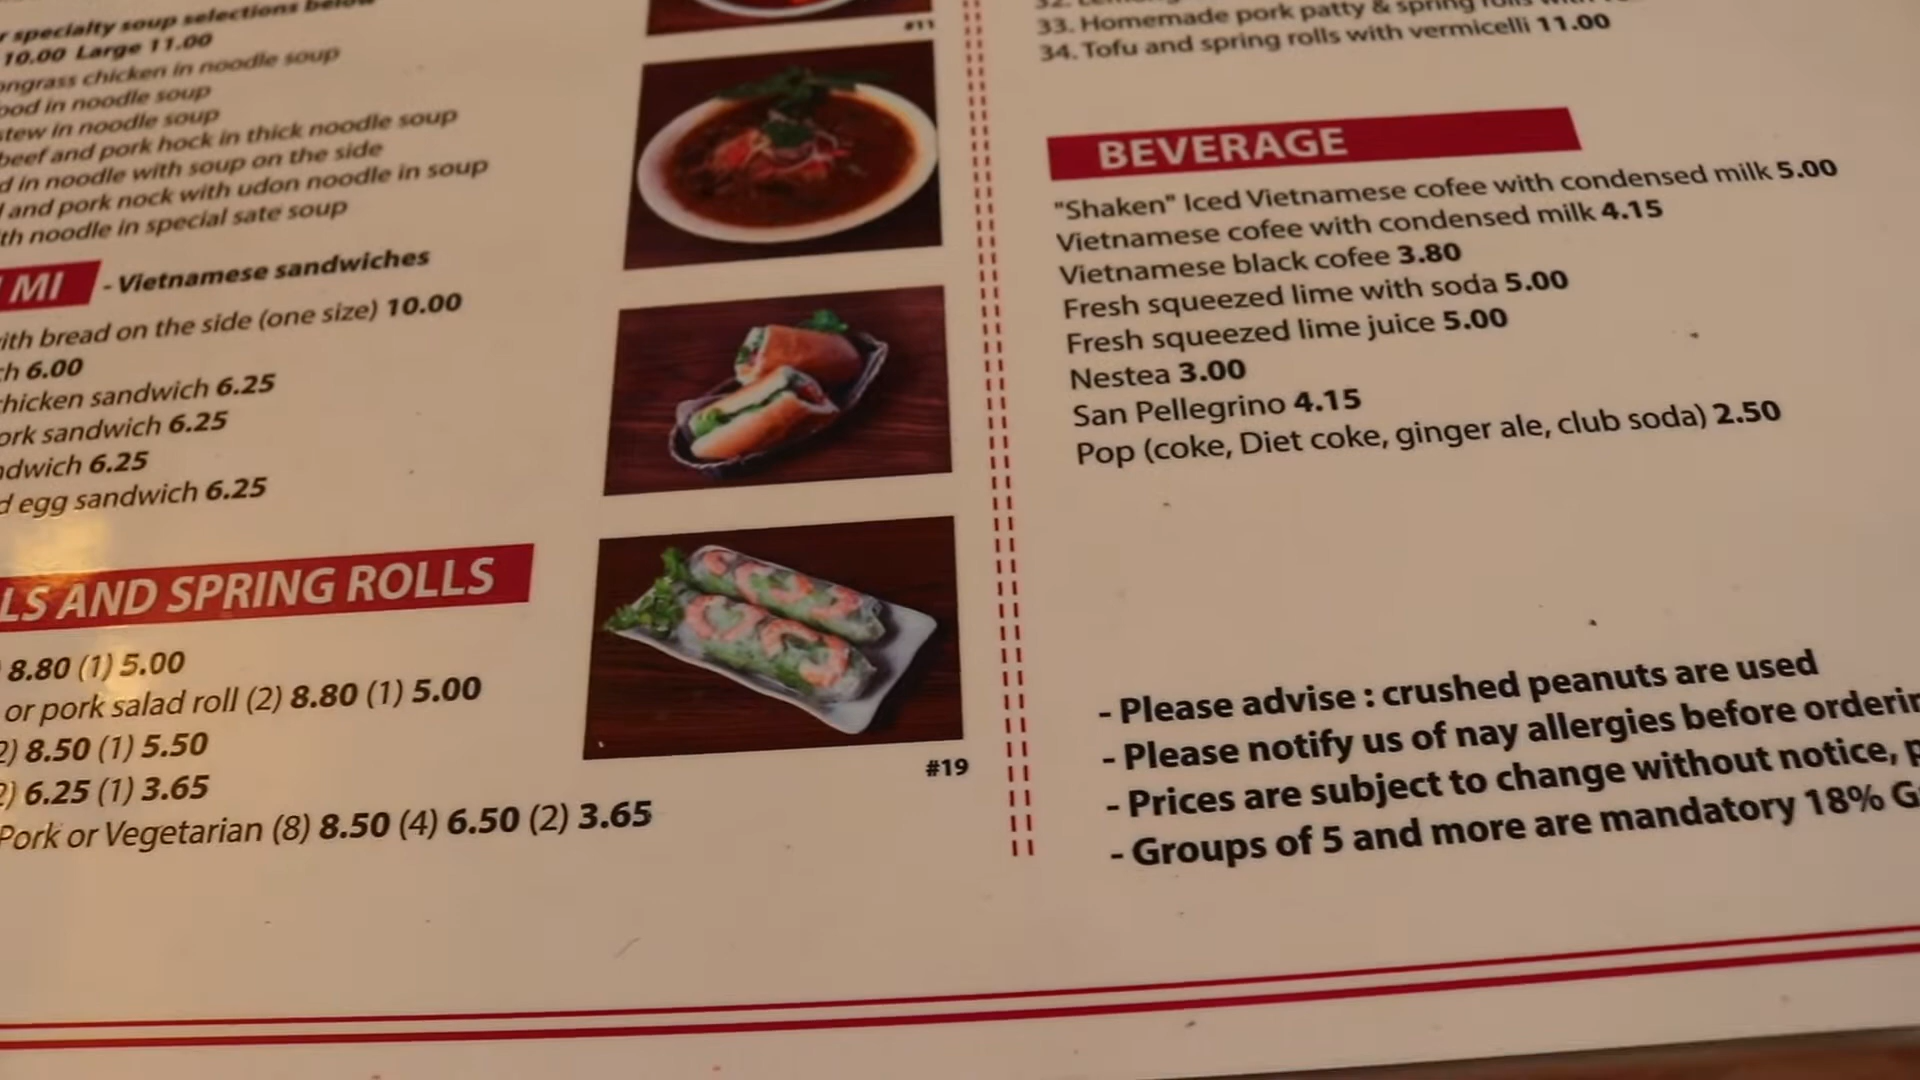 specialty soup selections below
10.00 Large 11.00
chicken in noodle soup
in noodle soup
stew in noodle soup
beef and pork hock in thick noodle soup
in noodle with soup on the side
and pork nock with udon noodle in soup
noodle in special sate soup
MI - Vietnamese sandwiches
with bread on the side (one size) 10.00
6.00
chicken sandwich 6.25
sandwich 6.25
6.25
egg sandwich 6.25
AND SPRING ROLLS
8.80 (1) 5.00
or pork salad roll (2) 8.80 (1) 5.00
8.50 (1) 5.50
6.25 (1) 3.65
Pork or Vegetarian (8) 8.50 (4) 6.50 (2) 3.65
#11
#19
33. Homemade pork patty & spring rolls
34. Tofu and spring rolls with vermicelli 11.00
BEVERAGE
"Shaken" Iced Vietnamese cofee with condensed milk 5.00
Vietnamese cofee with condensed milk 4.15
Vietnamese black cofee 3.80
Fresh squeezed lime with soda 5.00
Fresh squeezed lime juice 5.00
Nestea 3.00
San Pellegrino 4.15
Pop (coke, Diet coke, ginger ale, club soda) 2.50
- Please advise : crushed peanuts are used
- Please notify us of nay allergies before orderin
- Prices are subject to change without notice,
- Groups of 5 and more are mandatory 18%